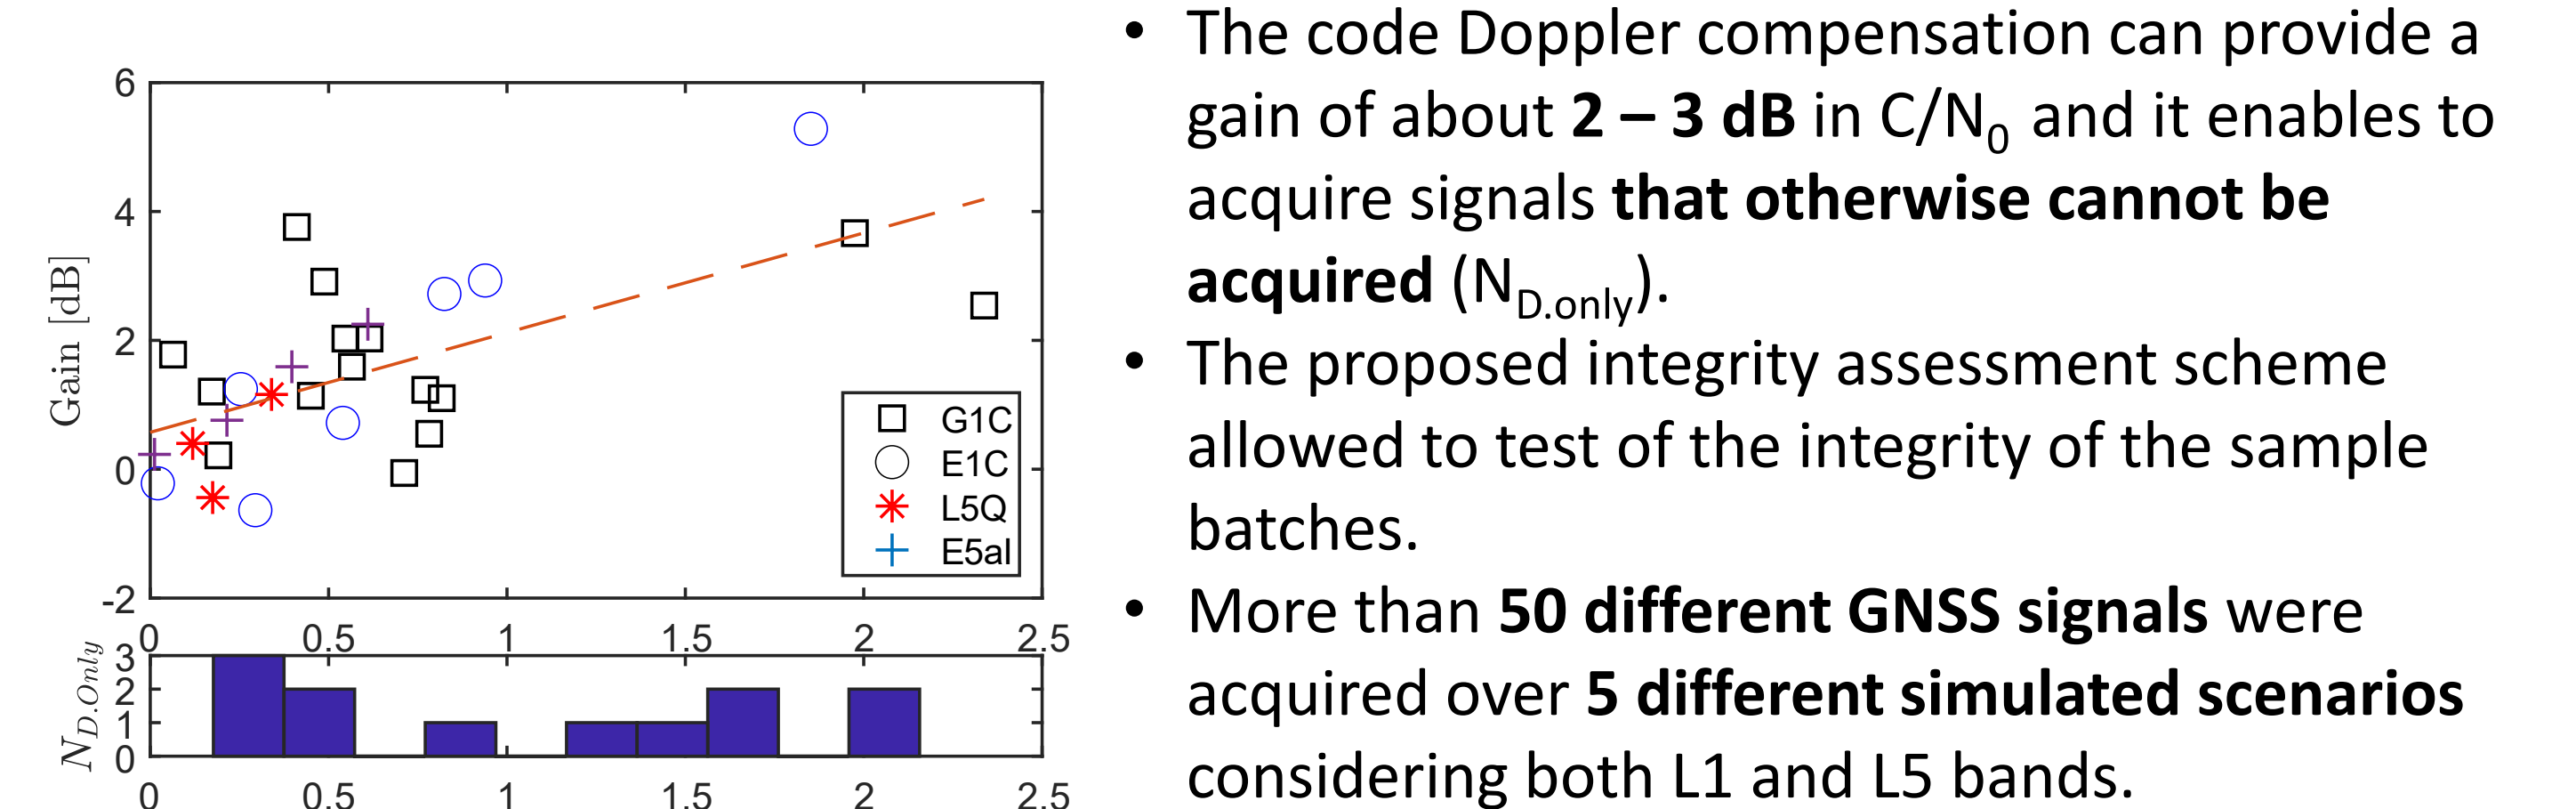 6
4
2
0
-2
Gain [dB]
0 0.5 1 1.5 2 2.5
G1C
E1C
L5Q
E5aI
3
2
1
0
N_{D.Only}
0 0.5 1 1.5 2 2.5
• The code Doppler compensation can provide a
gain of about 2 – 3 dB in C/N₀ and it enables to
acquire signals that otherwise cannot be
acquired (N_{D.only}).
• The proposed integrity assessment scheme
allowed to test of the integrity of the sample
batches.
• More than 50 different GNSS signals were
acquired over 5 different simulated scenarios
considering both L1 and L5 bands.